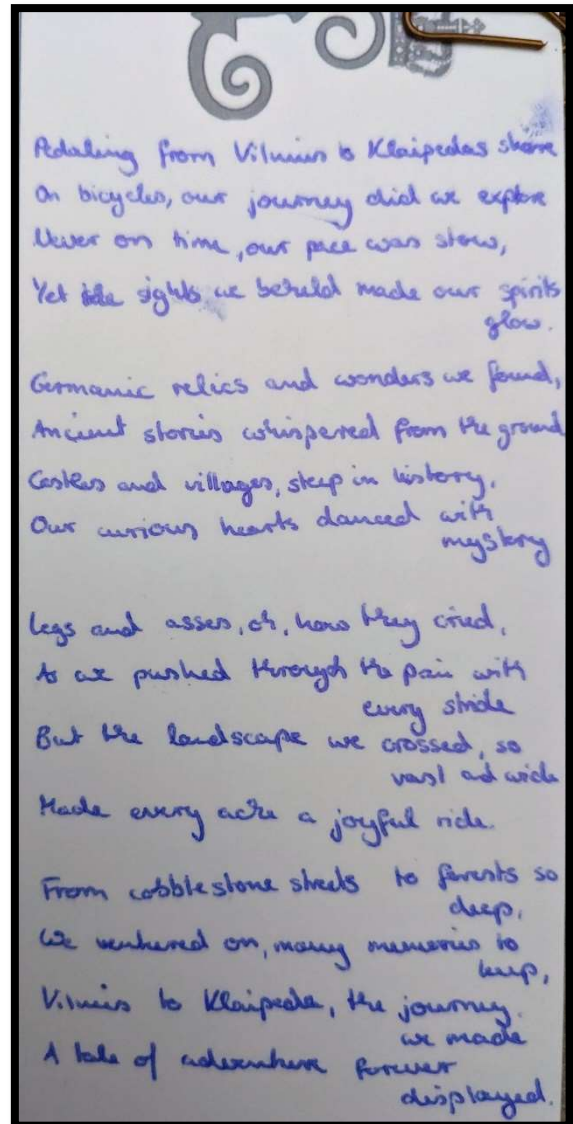 Pedaling from Vilnius to Klaipedas shore
On bicycles, our journey did we explore
Never on time, our pace was slow,
Yet the sights we beheld made our spirits
glow.
Germanic relics and wonders we found,
Ancient stories whisperred from the ground
Castles and villages, steep in history,
Our curious hearts danced with
mystery
Legs and asses, oh, how they cried,
As we pushed through the pain with
every stride
But the landscape we crossed, so
vast and wide
Made every ache a joyful ride.
From cobblestone streets to forests so
deep,
We ventured on, many memories to
keep,
Vilnius to Klaipeda, the journey
we made
A tale of adventure forever
displayed.